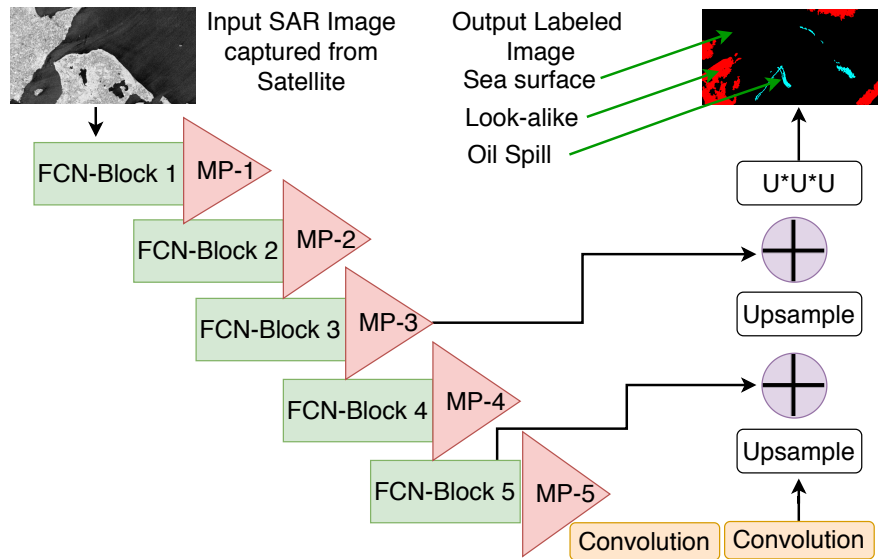 Input SAR Image
captured from
Satellite
Output Labeled
Image
Sea surface
Look-alike
Oil Spill
FCN-Block 1
MP-1
U*U*U
FCN-Block 2
MP-2
FCN-Block 3
MP-3
Upsample
FCN-Block 4
MP-4
Upsample
FCN-Block 5
MP-5
Convolution
Convolution